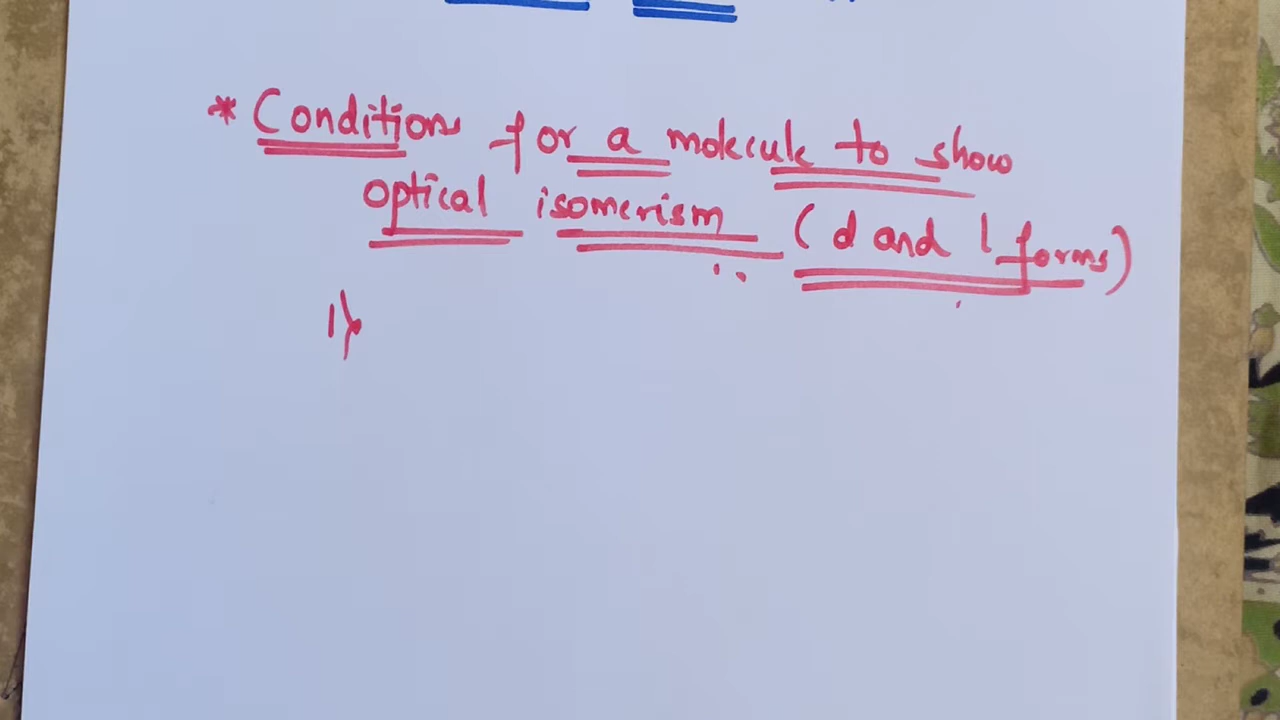 * Conditions for a molecule to show
optical isomerism (d and l forms)
1)